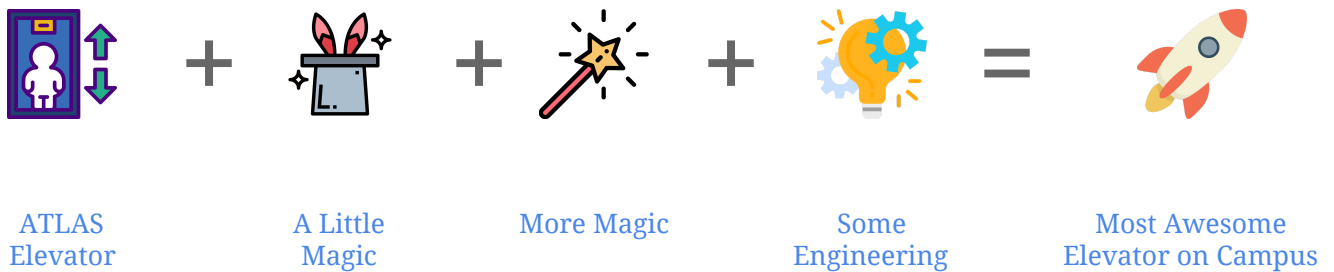 ATLAS
Elevator
A Little
Magic
More Magic
Some
Engineering
Most Awesome
Elevator on Campus